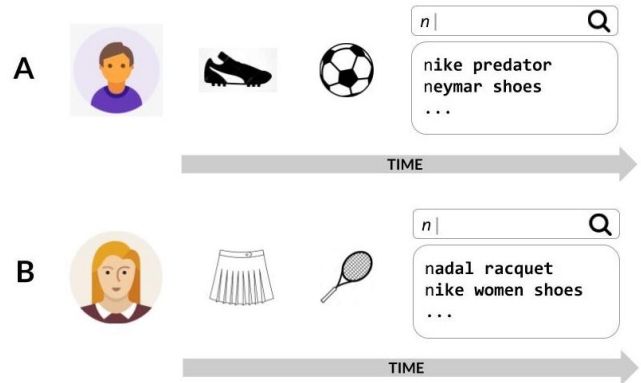 A
n|
nike predator
neymar shoes
...
TIME
B
n|
nadal racquet
nike women shoes
...
TIME